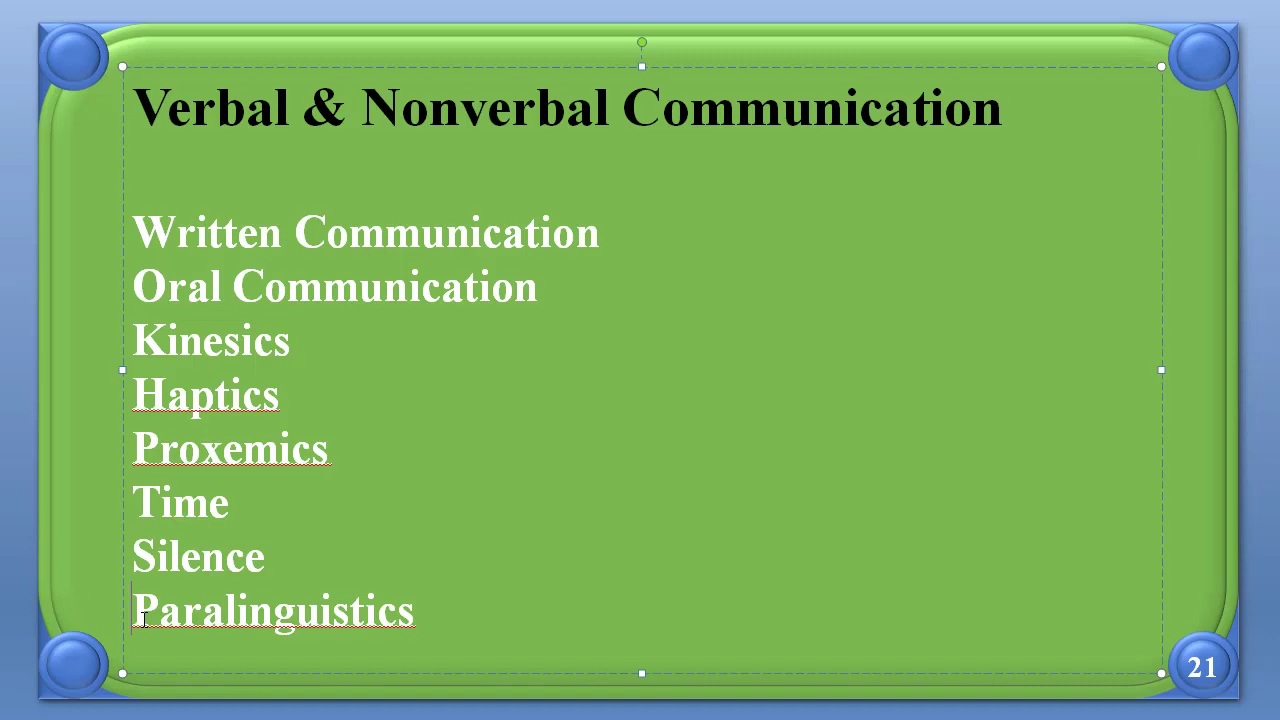 Verbal & Nonverbal Communication
Written Communication
Oral Communication
Kinesics
Haptics
Proxemics
Time
Silence
Paralinguistics
21